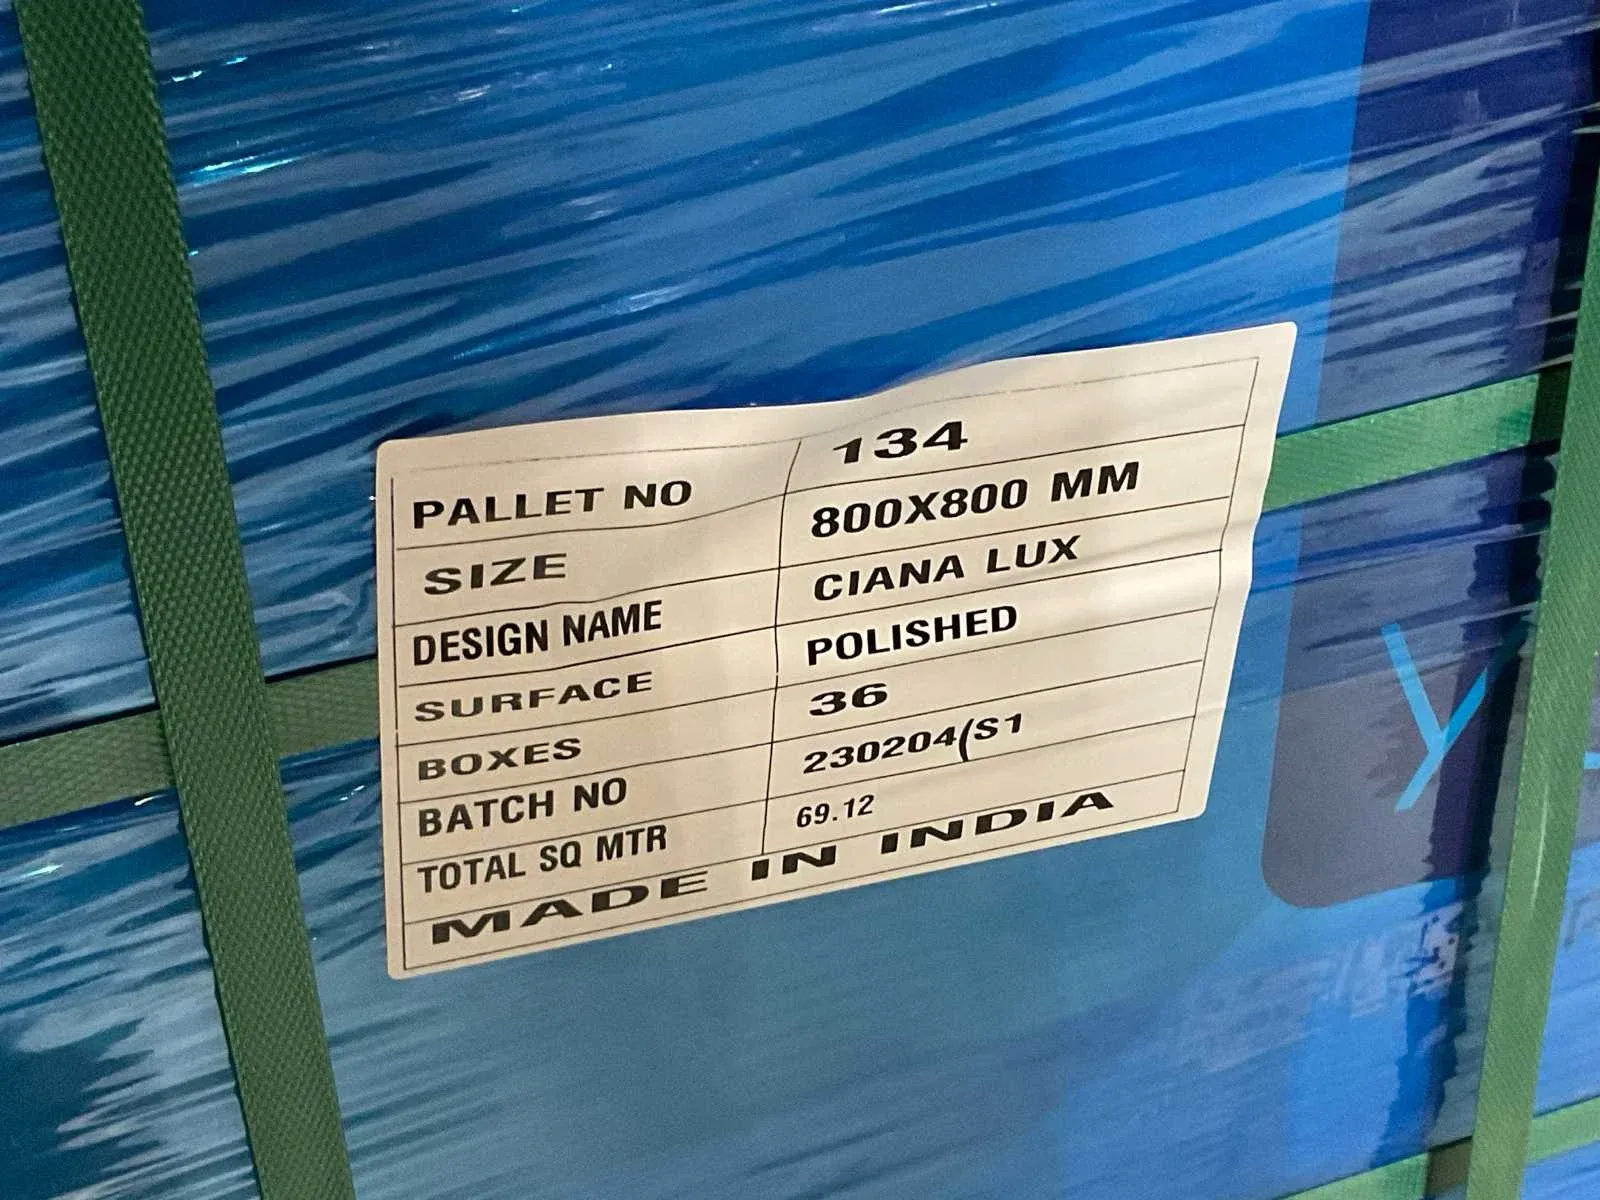 PALLET NO 134
SIZE 800X800 MM
DESIGN NAME CIANA LUX
SURFACE POLISHED
BOXES 36
BATCH NO 230204(S1
TOTAL SQ MTR 69.12
MADE IN INDIA